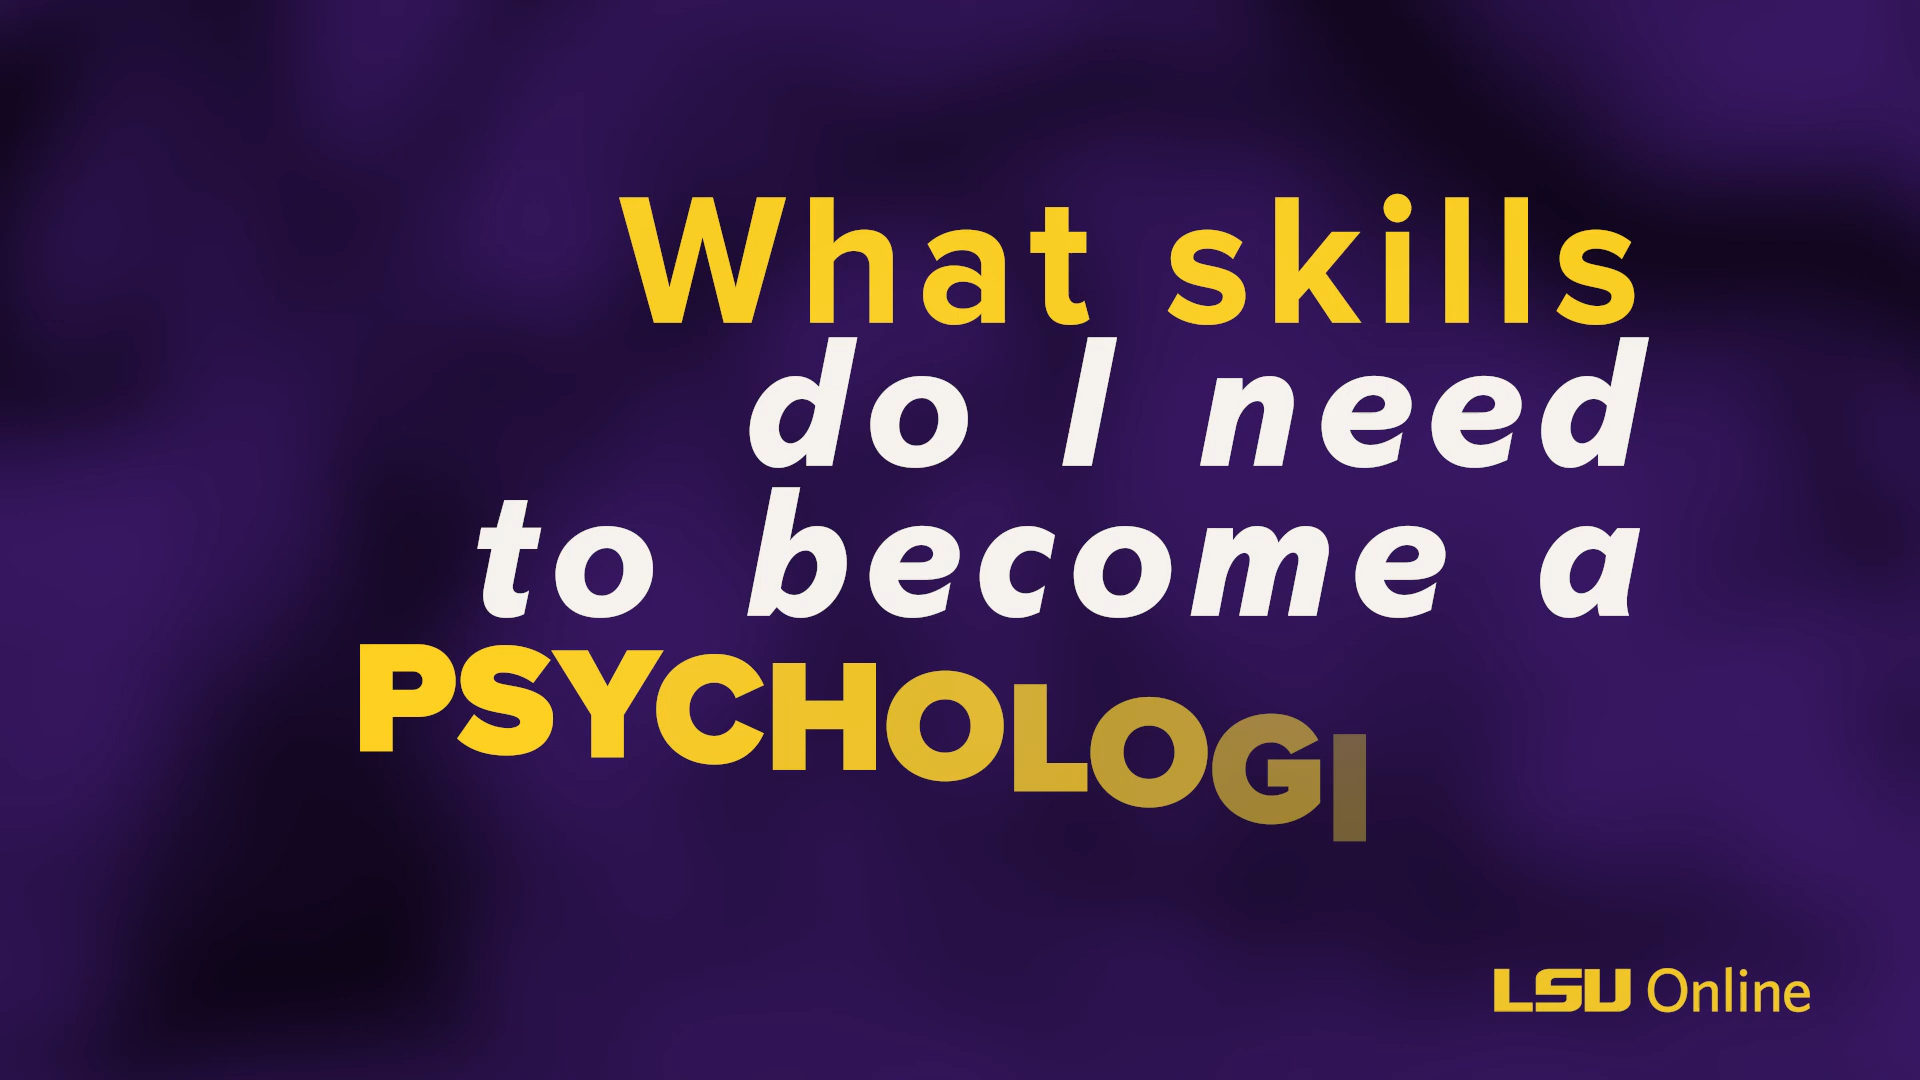 What skills
do I need
to become a
PSYCHOLOGI
LSU Online